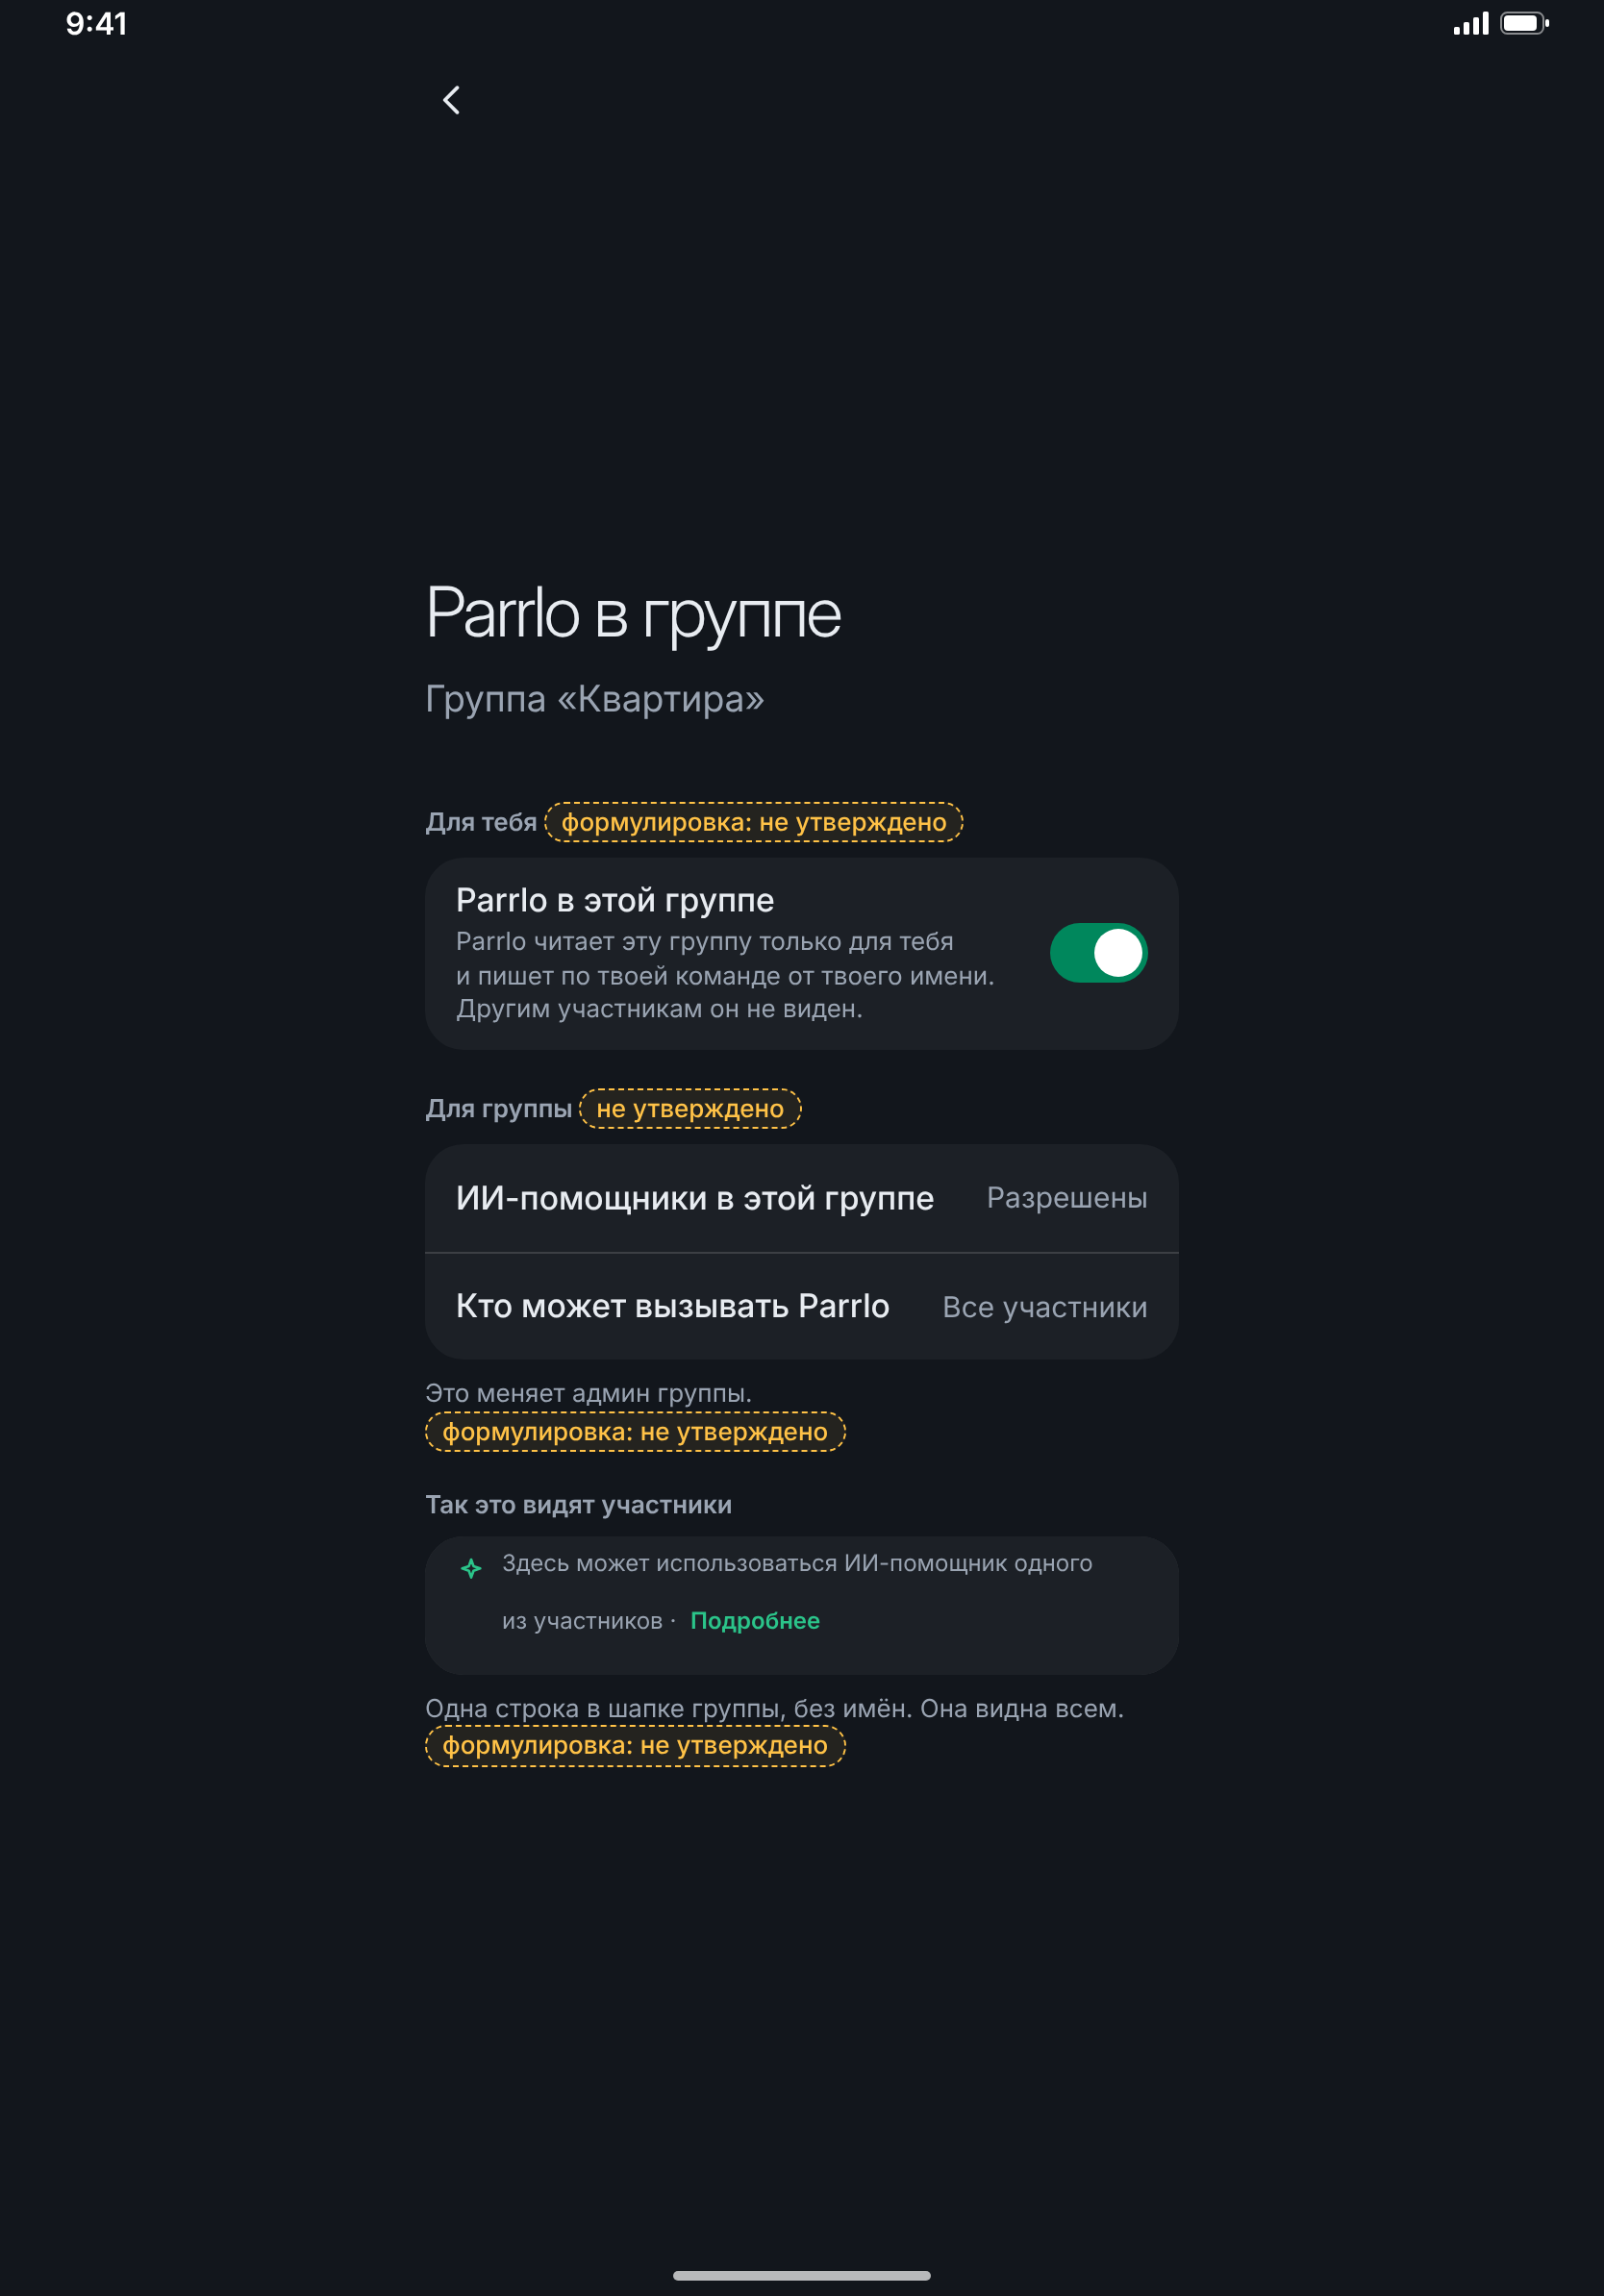 9:41
Parrlo в группе
Группа «Квартира»
Для тебя формулировка: не утверждено
Parrlo в этой группе
Parrlo читает эту группу только для тебя
и пишет по твоей команде от твоего имени.
Другим участникам он не виден.
Для группы не утверждено
ИИ-помощники в этой группе Разрешены
Кто может вызывать Parrlo Все участники
Это меняет админ группы.
формулировка: не утверждено
Так это видят участники
Здесь может использоваться ИИ-помощник одного
из участников · Подробнее
Одна строка в шапке группы, без имён. Она видна всем.
формулировка: не утверждено